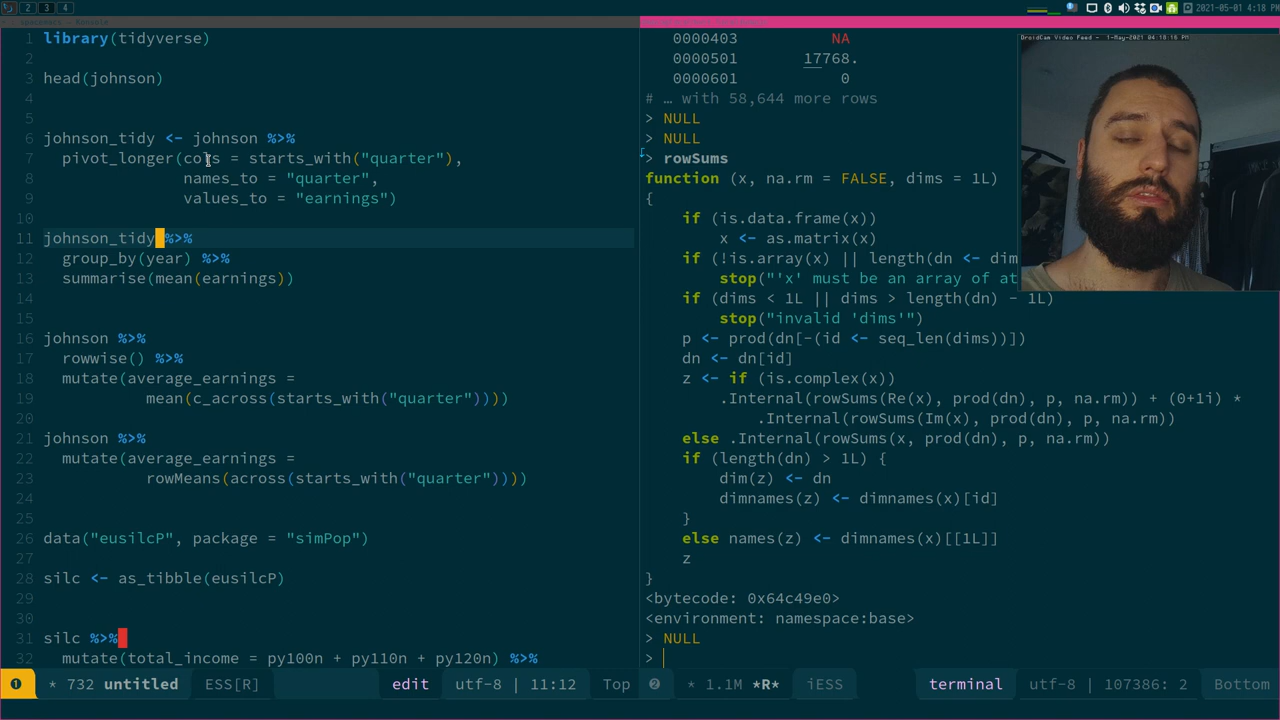 2 3 4
2021-05-01 4:18 PM
spacemacs — Konsole
1 library(tidyverse)
2
3 head(johnson)
4
5
6 johnson_tidy <- johnson %>%
7 pivot_longer(cols = starts_with("quarter"),
8 names_to = "quarter",
9 values_to = "earnings")
10
11 johnson_tidy %>%
12 group_by(year) %>%
13 summarise(mean(earnings))
14
15
16 johnson %>%
17 rowwise() %>%
18 mutate(average_earnings =
19 mean(c_across(starts_with("quarter"))))
20
21 johnson %>%
22 mutate(average_earnings =
23 rowMeans(across(starts_with("quarter"))))
24
25
26 data("eusilcP", package = "simPop")
27
28 silc <- as_tibble(eusilcP)
29
30
31 silc %>%
32 mutate(total_income = py100n + py110n + py120n) %>%
0000403 NA
0000501 17768.
0000601 0
# … with 58,644 more rows
> NULL
> NULL
> rowSums
function (x, na.rm = FALSE, dims = 1L)
{
if (is.data.frame(x))
x <- as.matrix(x)
if (!is.array(x) || length(dn <- dim
stop("'x' must be an array of at
if (dims < 1L || dims > length(dn) - 1L)
stop("invalid 'dims'")
p <- prod(dn[-(id <- seq_len(dims))])
dn <- dn[id]
z <- if (is.complex(x))
.Internal(rowSums(Re(x), prod(dn), p, na.rm)) + (0+1i) *
.Internal(rowSums(Im(x), prod(dn), p, na.rm))
else .Internal(rowSums(x, prod(dn), p, na.rm))
if (length(dn) > 1L) {
dim(z) <- dn
dimnames(z) <- dimnames(x)[id]
}
else names(z) <- dimnames(x)[[1L]]
z
}
<bytecode: 0x64c49e0>
<environment: namespace:base>
> NULL
>
DroidCam Video Feed - 1-May-2021 04:18:16 PM
1 * 732 untitled ESS[R] edit utf-8 | 11:12 Top
2 * 1.1M *R* iESS terminal utf-8 | 107386: 2 Bottom